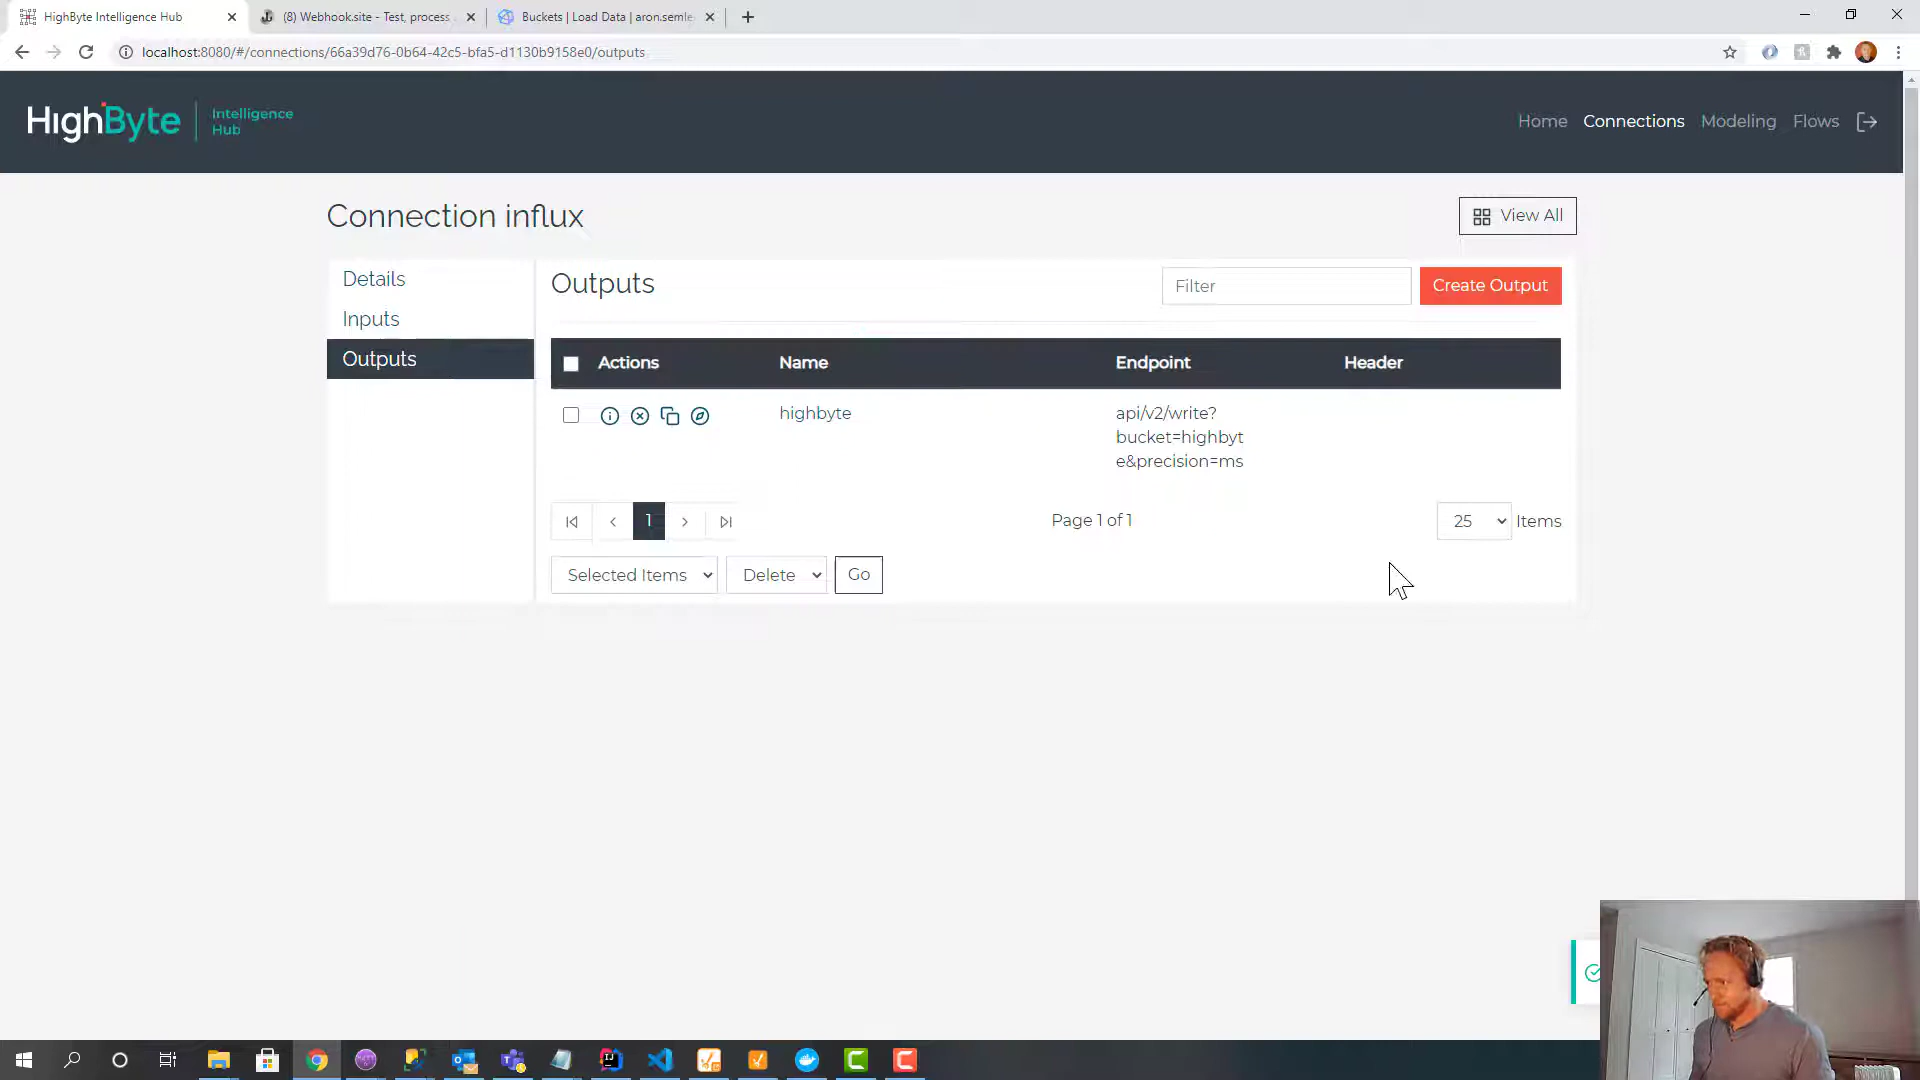 HighByte Intelligence Hub
(8) Webhook.site - Test, process
Buckets | Load Data | aron.semle
localhost:8080/#/connections/66a39d76-0b64-42c5-bfa5-d1130b9158e0/outputs
HighByte
Intelligence
Hub
Home
Connections
Modeling
Flows
Connection influx
View All
Details
Inputs
Outputs
Outputs
Filter
Create Output
Actions
Name
Endpoint
Header
highbyte
api/v2/write?
bucket=highbyt
e&precision=ms
1
Page 1 of 1
25
Items
Selected Items
Delete
Go